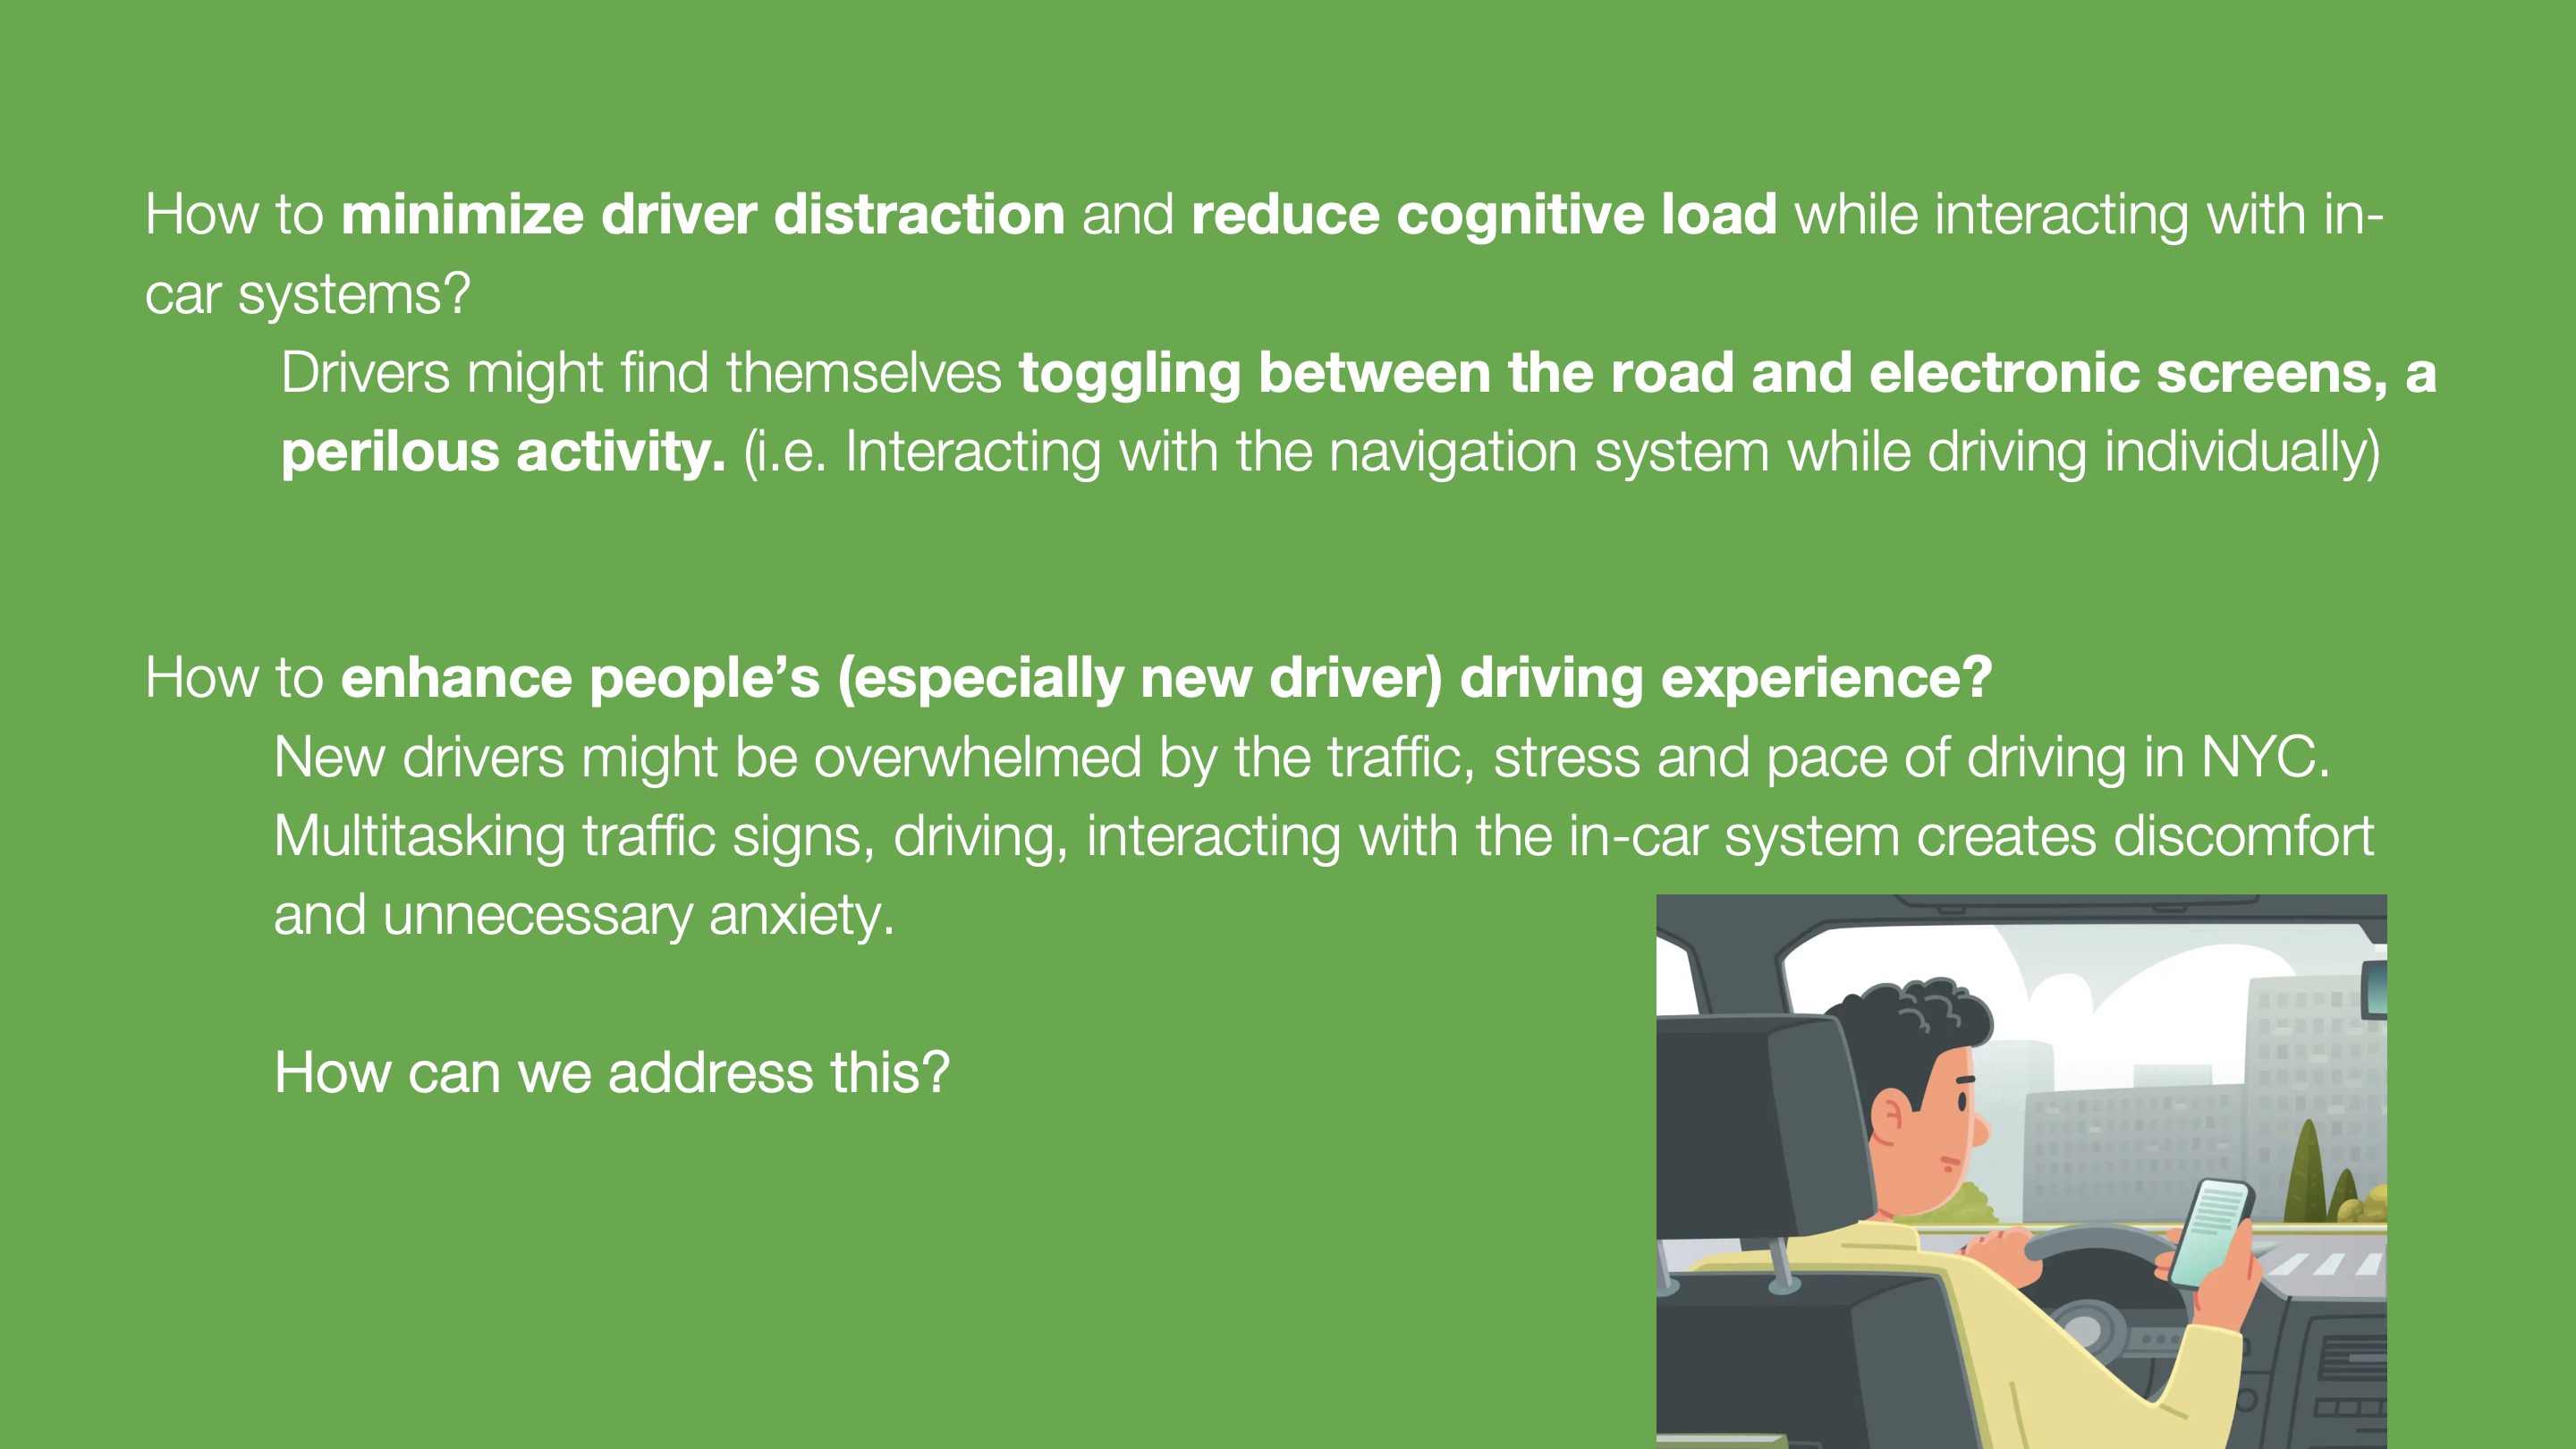 How to minimize driver distraction and reduce cognitive load while interacting with in-
car systems?
Drivers might find themselves toggling between the road and electronic screens, a
perilous activity. (i.e. Interacting with the navigation system while driving individually)
How to enhance people’s (especially new driver) driving experience?
New drivers might be overwhelmed by the traffic, stress and pace of driving in NYC.
Multitasking traffic signs, driving, interacting with the in-car system creates discomfort
and unnecessary anxiety.
How can we address this?